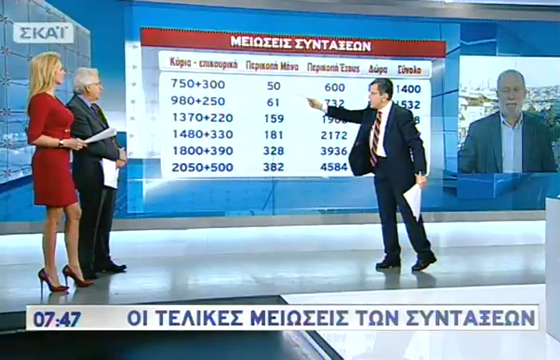 ΣΚΑΪ
ΜΕΙΩΣΕΙΣ ΣΥΝΤΑΞΕΩΝ
Κύρια - επικουρική Περικοπή Μήνα Περικοπή Έτους Δώρα Σύνολο
750+300 50 600 1400
980+250 61 732 1532
1370+220 159
1480+330 181 2172
1800+390 328 3936
2050+500 382 4584
07:47 ΟΙ ΤΕΛΙΚΕΣ ΜΕΙΩΣΕΙΣ ΤΩΝ ΣΥΝΤΑΞΕΩΝ